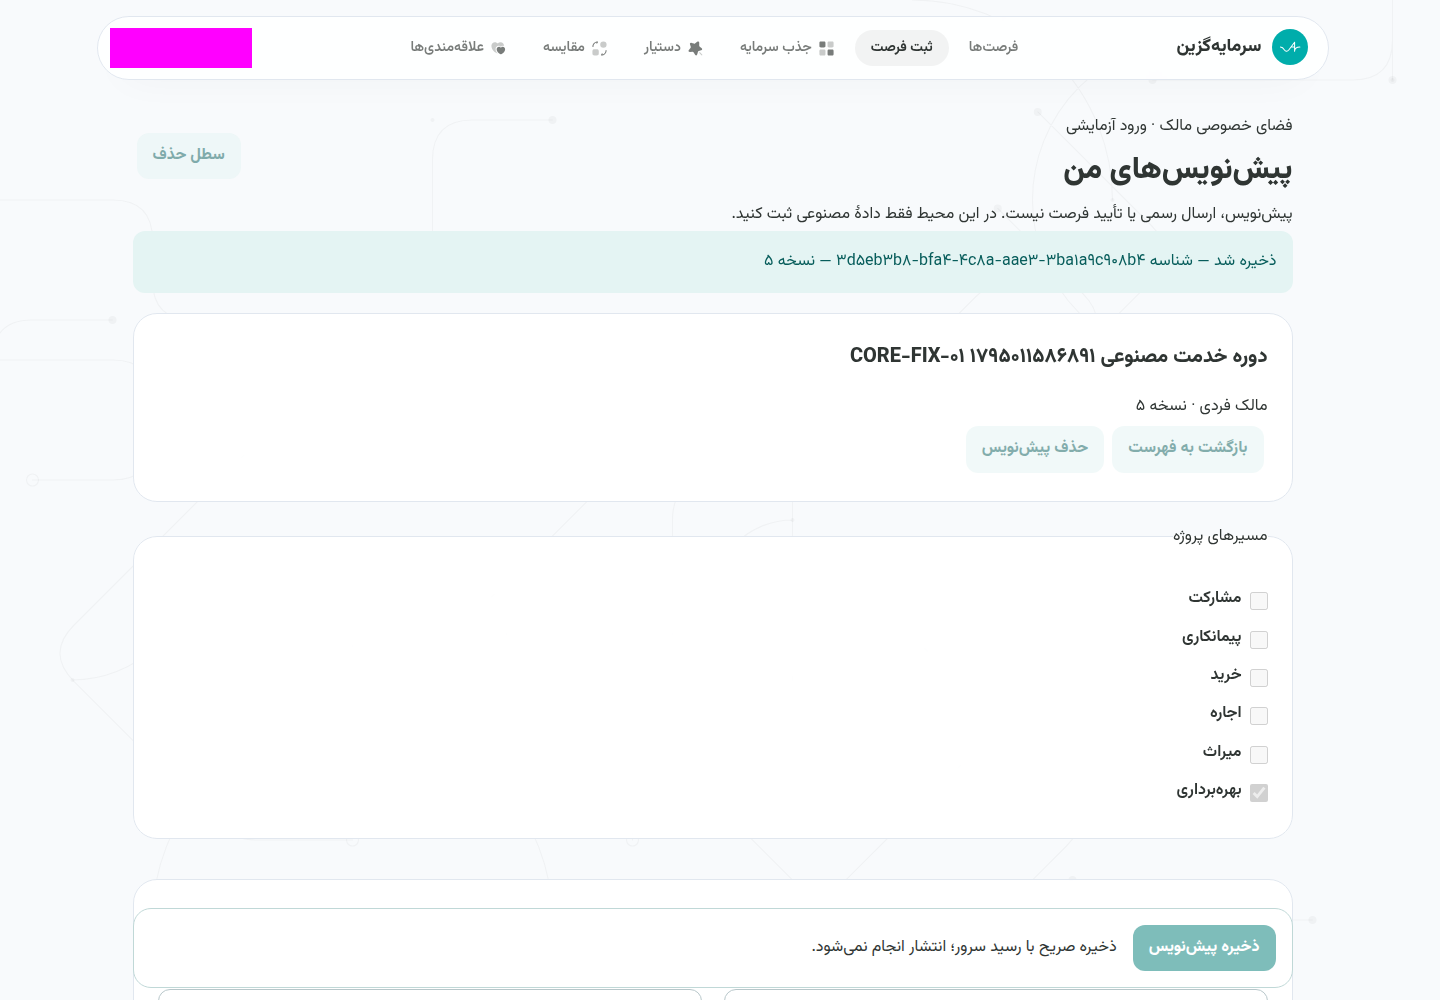 سرمایه‌گزین
فرصت‌ها
ثبت فرصت
جذب سرمایه
دستیار
مقایسه
علاقه‌مندی‌ها
فضای خصوصی مالک · ورود آزمایشی
پیش‌نویس‌های من
سطل حذف
پیش‌نویس، ارسال رسمی یا تأیید فرصت نیست. در این محیط فقط دادهٔ مصنوعی ثبت کنید.
ذخیره شد — شناسه ۳d۵eb۳b۸-bfa۴-۴c۸a-aae۳-۳ba۱a۹c۹۰۸b۴ — نسخه ۵
دوره خدمت مصنوعی CORE-FIX-۰۱ ۱۷۹۵۰۱۱۵۸۶۸۹۱
مالک فردی · نسخه ۵
بازگشت به فهرست
حذف پیش‌نویس
مسیرهای پروژه
مشارکت
پیمانکاری
خرید
اجاره
میراث
بهره‌برداری
ذخیره پیش‌نویس
ذخیره صریح با رسید سرور؛ انتشار انجام نمی‌شود.